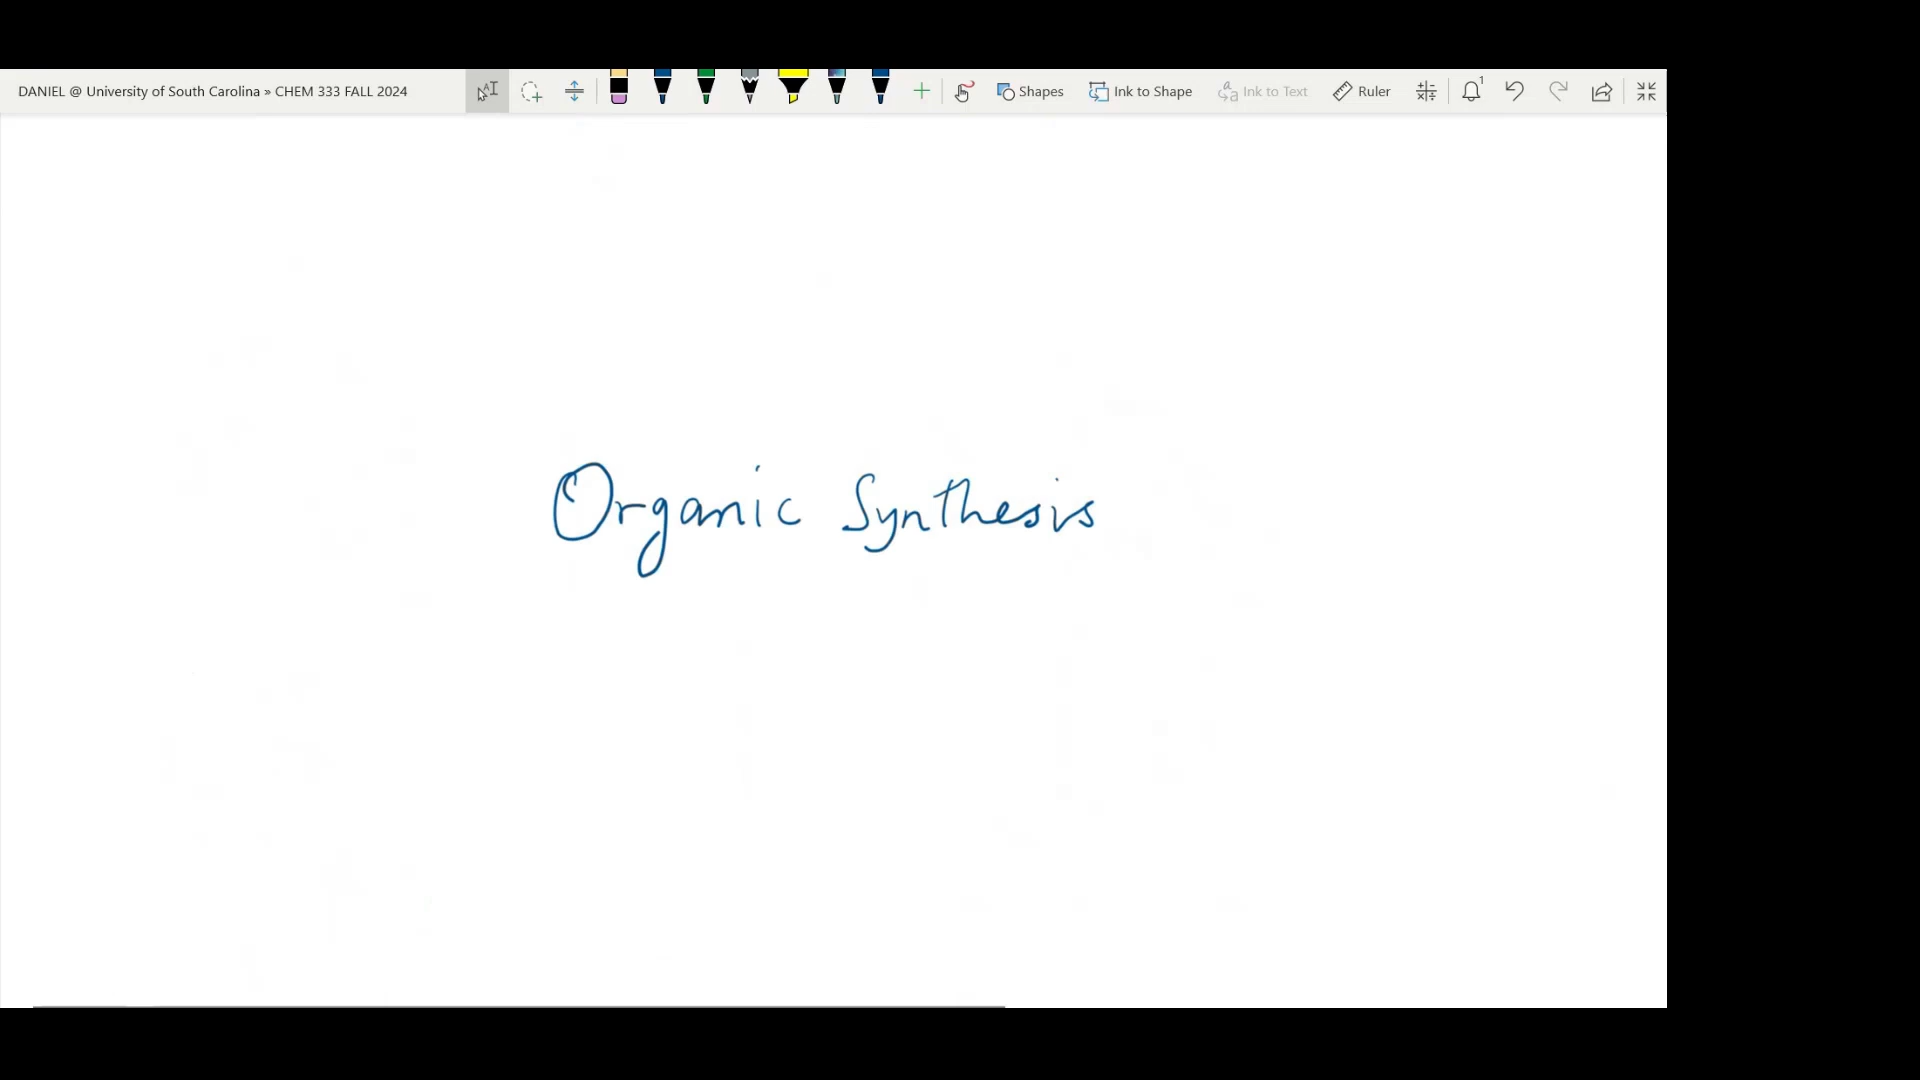 DANIEL @ University of South Carolina » CHEM 333 FALL 2024 Shapes Ink to Shape Ink to Text Ruler 1
Organic Synthesis